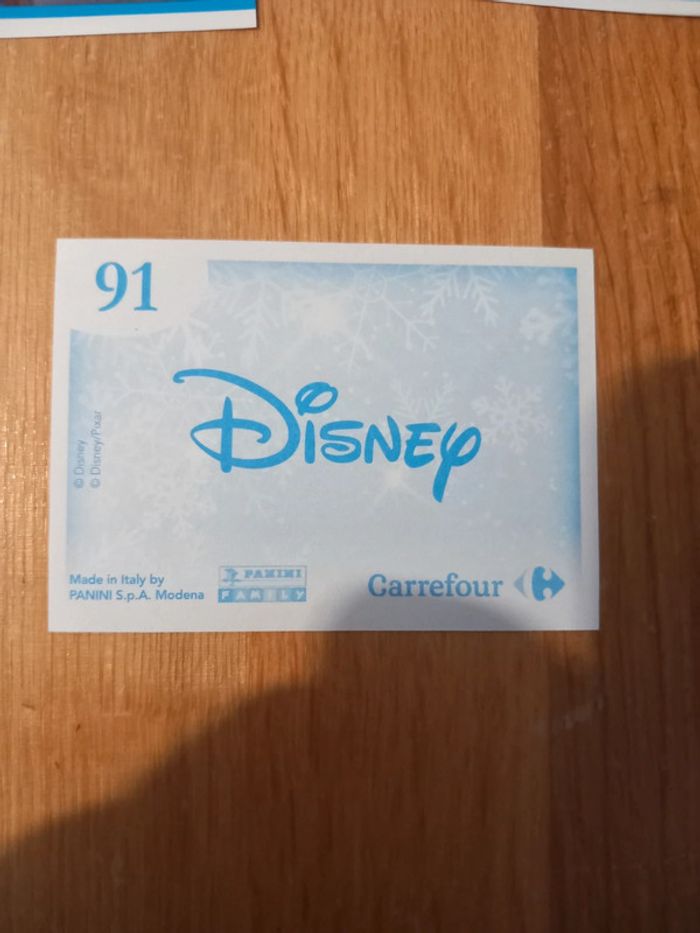 91
© Disney
© Disney/Pixar
Disney
Made in Italy by
PANINI S.p.A. Modena
PANINI
FAMILY
Carrefour